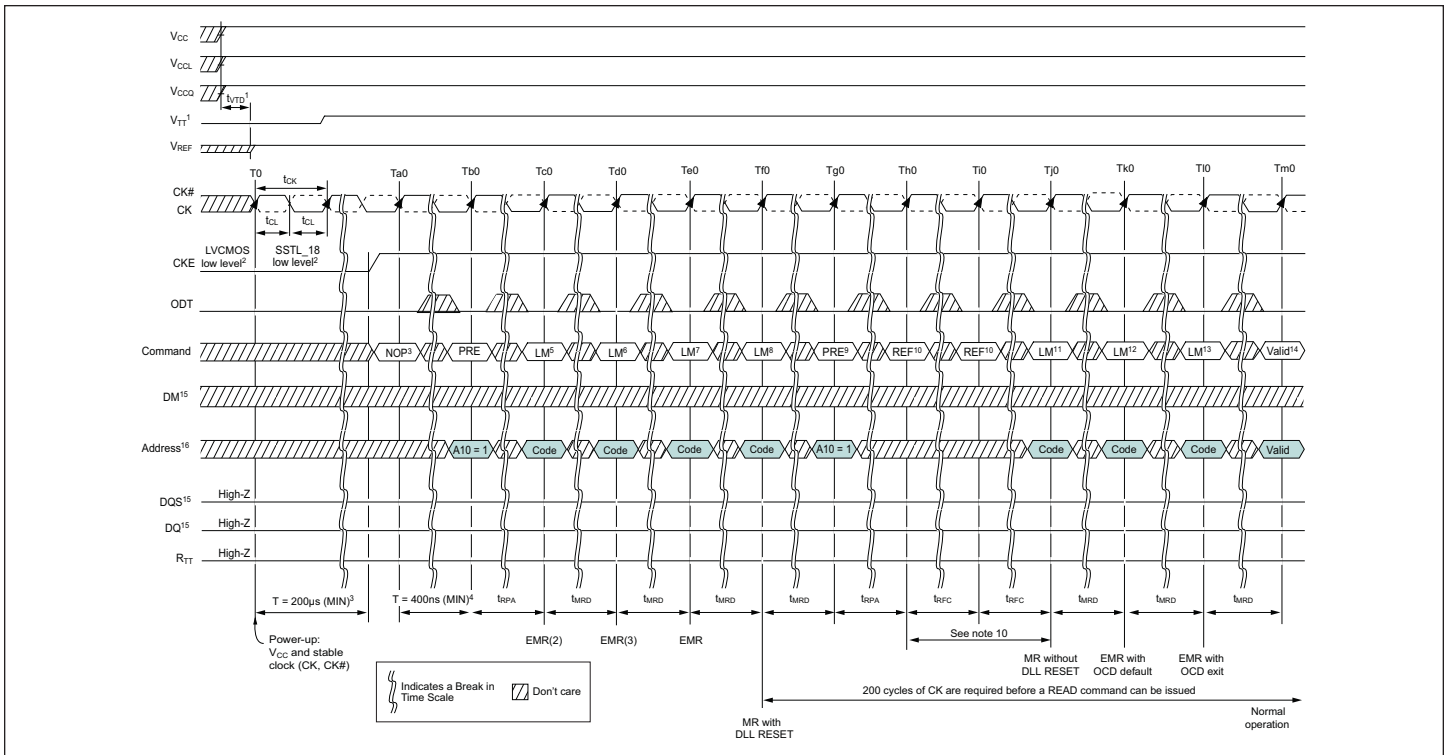 VCC
VCCL
VCCQ
tVTD1
VTT1
VREF
T0 Ta0 Tb0 Tc0 Td0 Te0 Tf0 Tg0 Th0 Ti0 Tj0 Tk0 Tl0 Tm0
tCK
CK#
CK
tCL tCL
LVCMOS low level2
SSTL_18 low level2
CKE
ODT
Command NOP3 PRE LM5 LM6 LM7 LM8 PRE9 REF10 REF10 LM11 LM12 LM13 Valid14
DM15
Address16 A10 = 1 Code Code Code Code A10 = 1 Code Code Code Valid
DQS15 High-Z
DQ15 High-Z
RTT High-Z
T = 200µs (MIN)3 T = 400ns (MIN)4 tRPA tMRD tMRD tMRD tMRD tRPA tRFC tRFC tMRD tMRD tMRD
Power-up:
VCC and stable
clock (CK, CK#)
EMR(2) EMR(3) EMR
See note 10
MR without
DLL RESET
EMR with
OCD default
EMR with
OCD exit
Indicates a Break in
Time Scale
Don't care
200 cycles of CK are required before a READ command can be issued
MR with
DLL RESET
Normal
operation